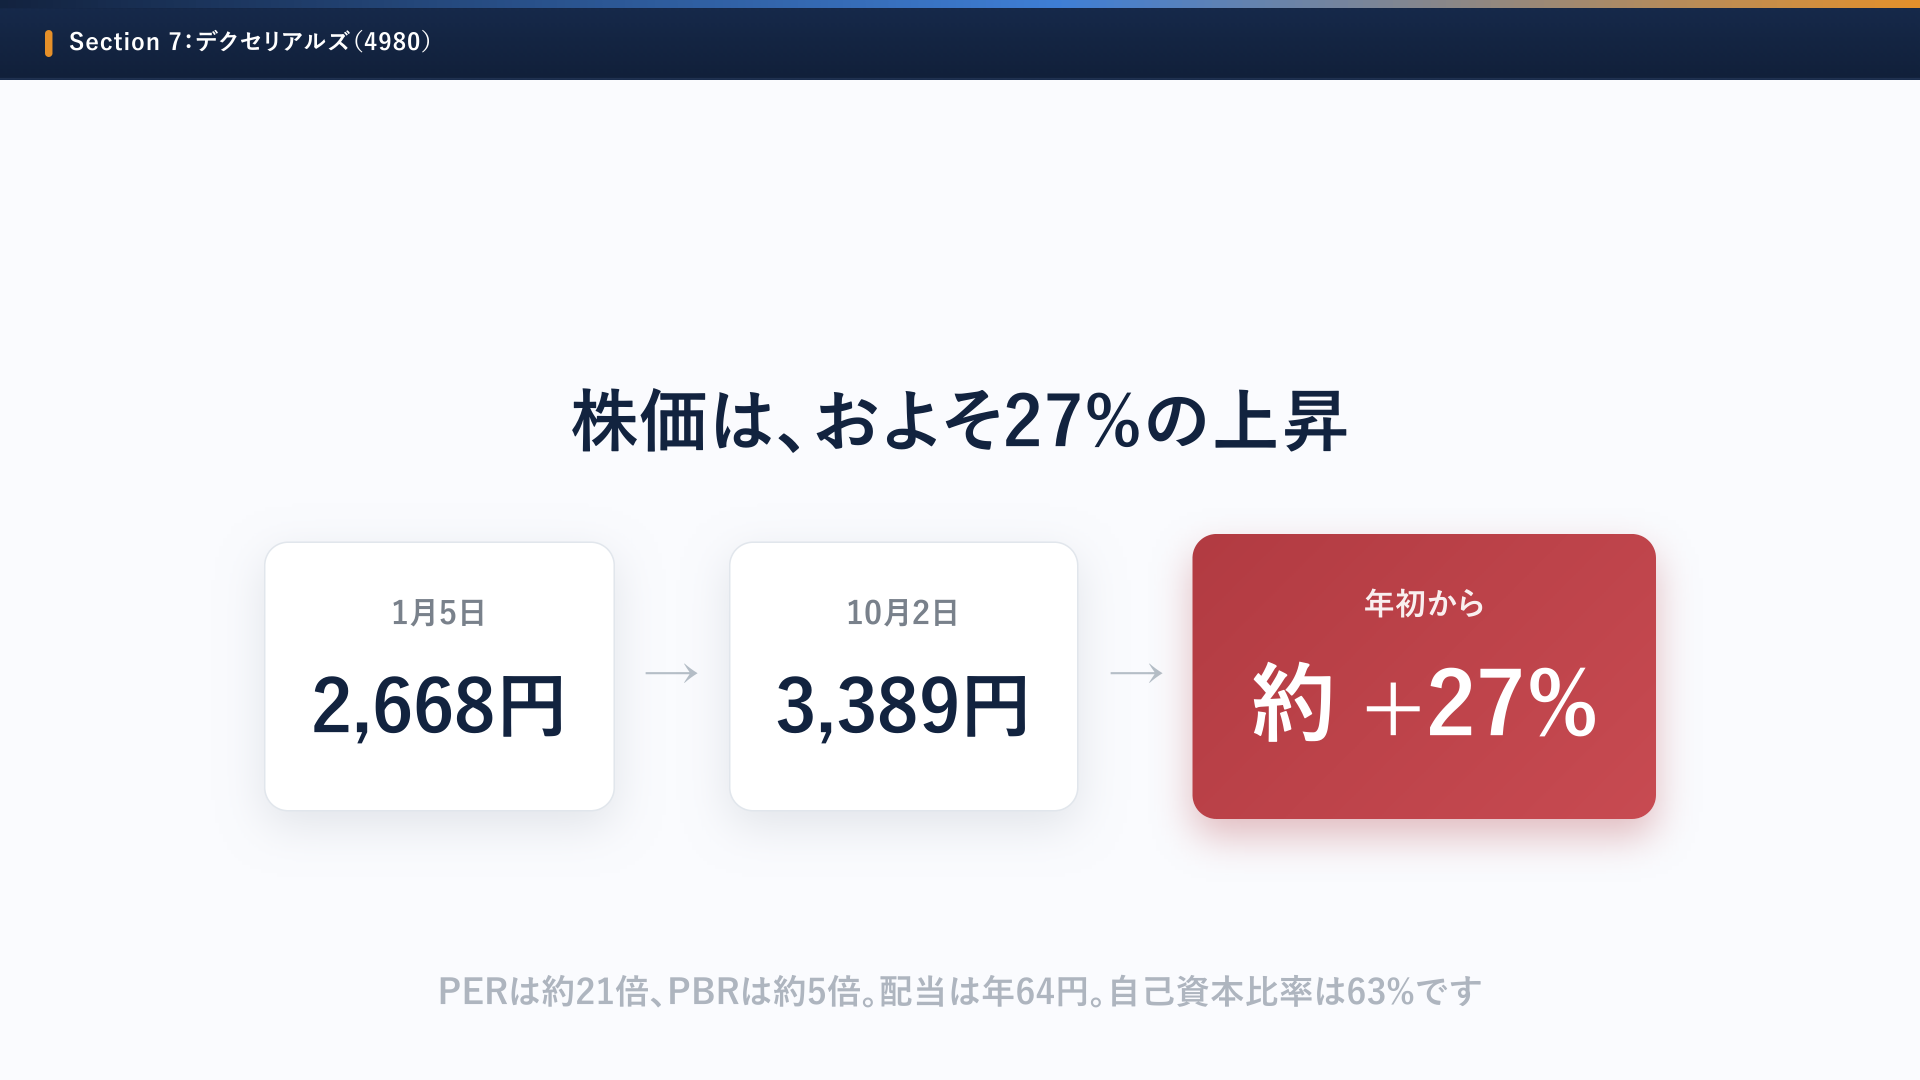 Section 7：デクセリアルズ（4980）
株価は、およそ27%の上昇
1月5日
2,668円
→
10月2日
3,389円
→
年初から
約 ＋27%
PERは約21倍、PBRは約5倍。配当は年64円。自己資本比率は63%です